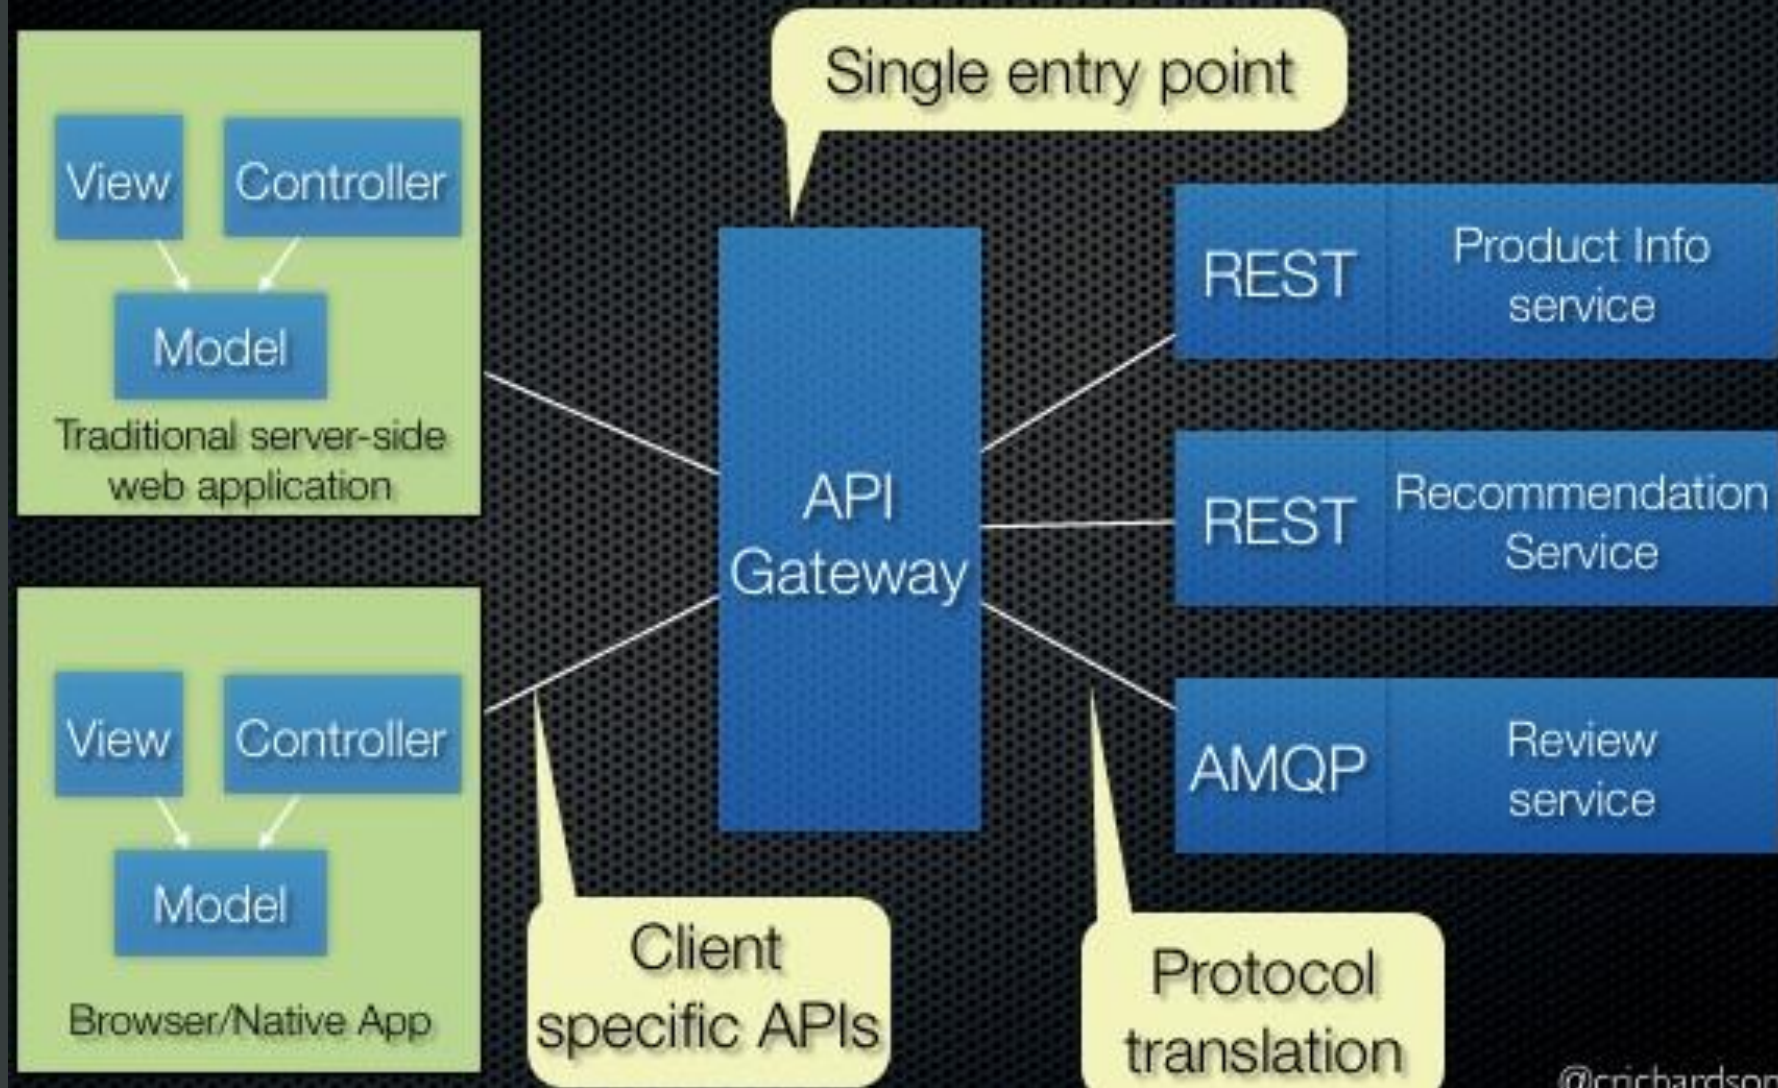 Single entry point
View
Controller
Model
Traditional server-side
web application
API
Gateway
REST
Product Info
service
REST
Recommendation
Service
AMQP
Review
service
View
Controller
Model
Browser/Native App
Client
specific APIs
Protocol
translation
@crichardson